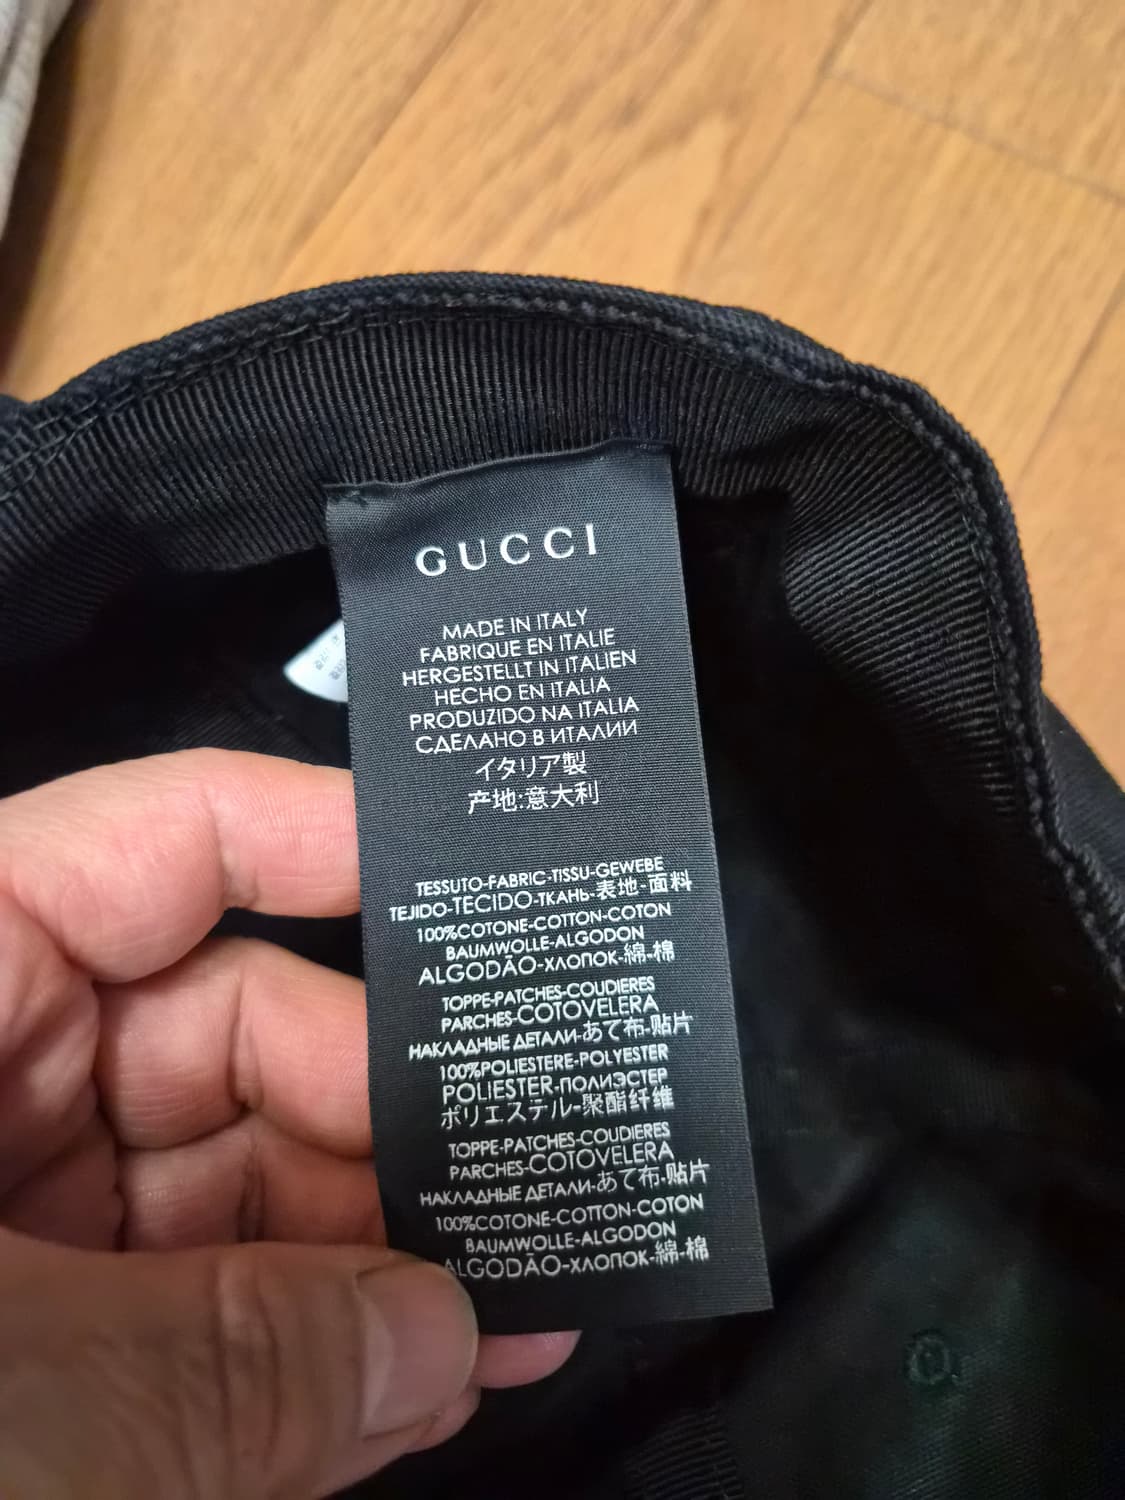 GUCCI
MADE IN ITALY
FABRIQUE EN ITALIE
HERGESTELLT IN ITALIEN
HECHO EN ITALIA
PRODUZIDO NA ITALIA
СДЕЛАНО В ИТАЛИИ
イタリア製
产地:意大利
TESSUTO-FABRIC-TISSU-GEWEBE
TEJIDO-TECIDO-ТКАНЬ-表地-面料
100%COTONE-COTTON-COTON
BAUMWOLLE-ALGODON
ALGODÃO-ХЛОПОК-綿-棉
TOPPE-PATCHES-COUDIERES
PARCHES-COTOVELERA
НАКЛАДНЫЕ ДЕТАЛИ-あて布-贴片
100%POLIESTERE-POLYESTER
POLIESTER-ПОЛИЭСТЕР
ポリエステル-聚酯纤维
TOPPE-PATCHES-COUDIERES
PARCHES-COTOVELERA
НАКЛАДНЫЕ ДЕТАЛИ-あて布-贴片
100%COTONE-COTTON-COTON
BAUMWOLLE-ALGODON
ALGODÃO-ХЛОПОК-綿-棉